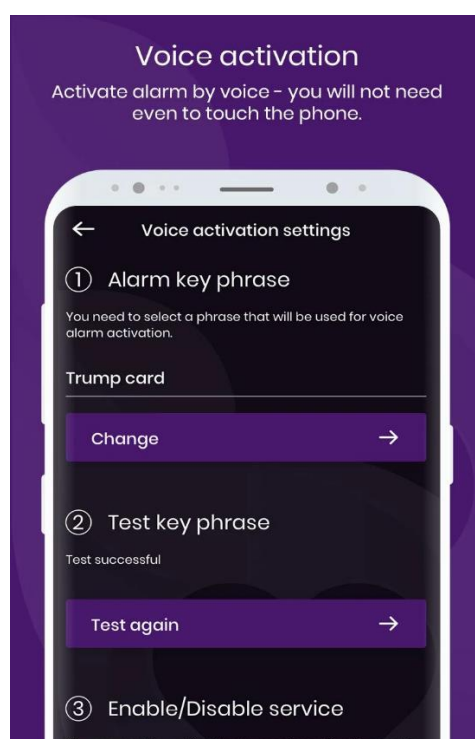 Voice activation
Activate alarm by voice - you will not need
even to touch the phone.
Voice activation settings
1 Alarm key phrase
You need to select a phrase that will be used for voice
alarm activation.
Trump card
Change
2 Test key phrase
Test successful
Test again
3 Enable/Disable service